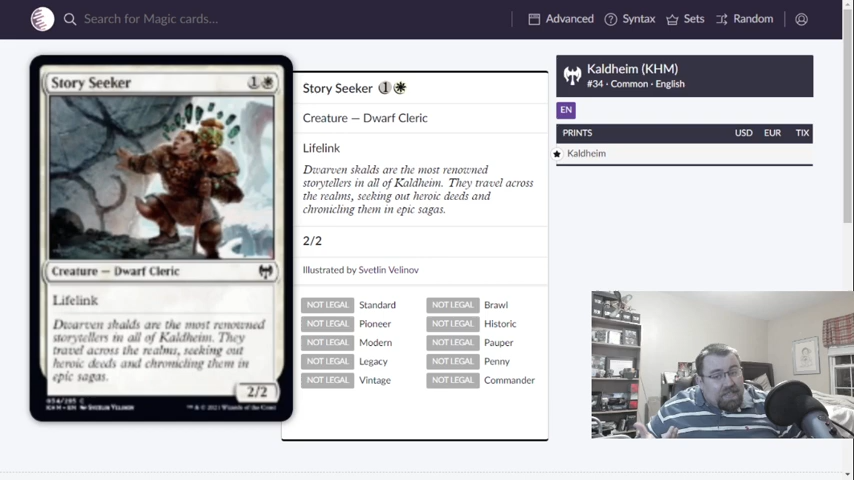 Search for Magic cards...
Advanced
Syntax
Sets
Random
Story Seeker 1
Creature — Dwarf Cleric
Lifelink
Dwarven skalds are the most renowned
storytellers in all of Kaldheim. They
travel across the realms, seeking out
heroic deeds and chronicling them in
epic sagas.
2/2
Story Seeker 1
Creature — Dwarf Cleric
Lifelink
Dwarven skalds are the most renowned
storytellers in all of Kaldheim. They travel across
the realms, seeking out heroic deeds and
chronicling them in epic sagas.
2/2
Illustrated by Svetlin Velinov
NOT LEGAL Standard NOT LEGAL Brawl
NOT LEGAL Pioneer NOT LEGAL Historic
NOT LEGAL Modern NOT LEGAL Pauper
NOT LEGAL Legacy NOT LEGAL Penny
NOT LEGAL Vintage NOT LEGAL Commander
Kaldheim (KHM)
#34 · Common · English
EN
PRINTS USD EUR TIX
Kaldheim